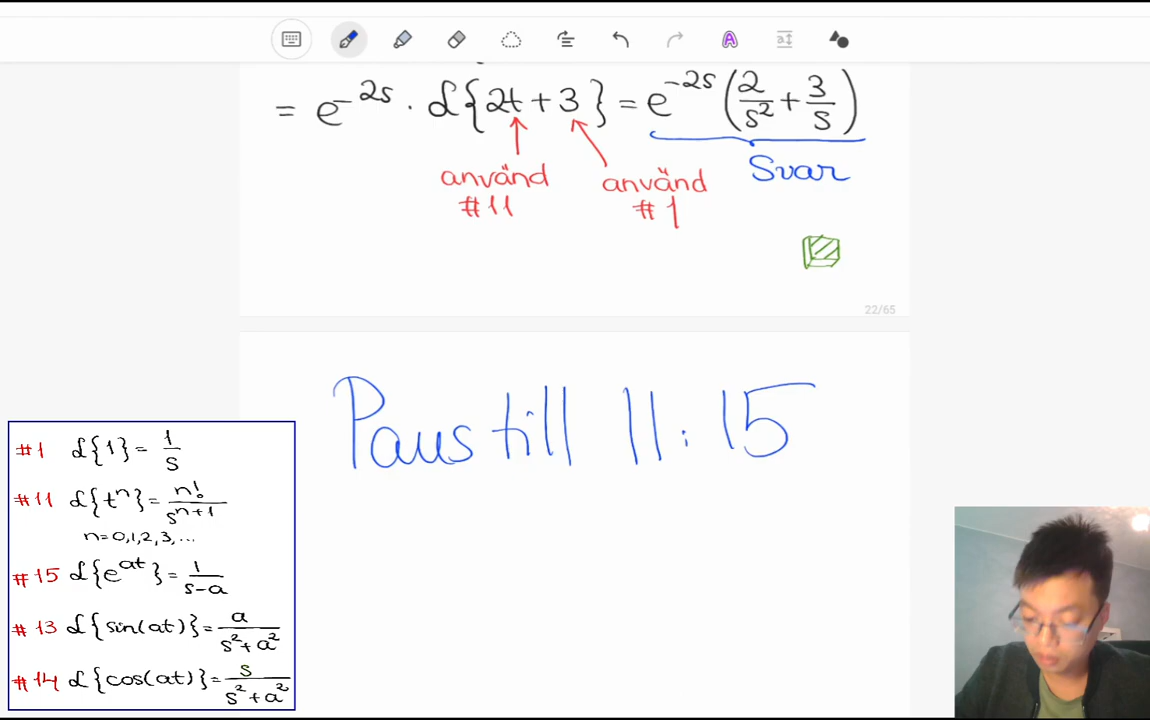 = e^{-2s} · ℒ{2t + 3} = e^{-2s} (2/s² + 3/s)
använd använd Svar
#11 #1
22/65
Paus till 11:15
#1 ℒ{1} = 1/s
#11 ℒ{t^n} = n!/s^{n+1}
n=0,1,2,3,...
#15 ℒ{e^{at}} = 1/(s-a)
#13 ℒ{sin(at)} = a/(s²+a²)
#14 ℒ{cos(at)} = s/(s²+a²)